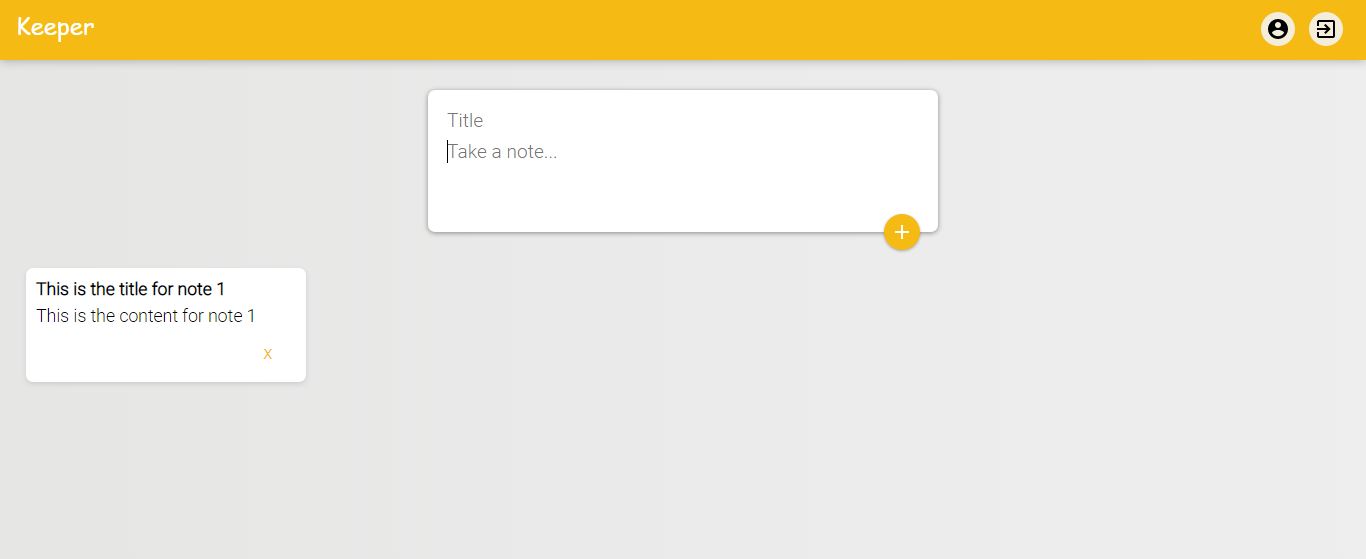 Keeper
Title
Take a note...
This is the title for note 1
This is the content for note 1
X